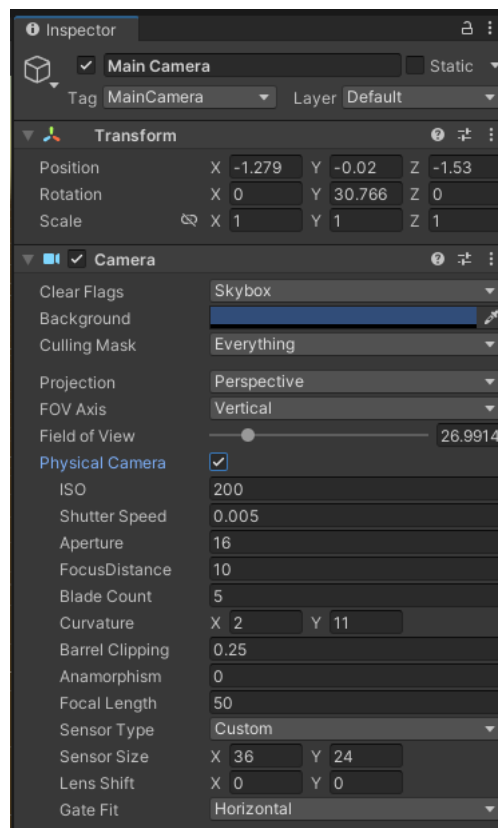 Inspector
Main Camera Static
Tag MainCamera Layer Default
Transform
Position X -1.279 Y -0.02 Z -1.53
Rotation X 0 Y 30.766 Z 0
Scale X 1 Y 1 Z 1
Camera
Clear Flags Skybox
Background
Culling Mask Everything
Projection Perspective
FOV Axis Vertical
Field of View 26.9914
Physical Camera
ISO 200
Shutter Speed 0.005
Aperture 16
FocusDistance 10
Blade Count 5
Curvature X 2 Y 11
Barrel Clipping 0.25
Anamorphism 0
Focal Length 50
Sensor Type Custom
Sensor Size X 36 Y 24
Lens Shift X 0 Y 0
Gate Fit Horizontal